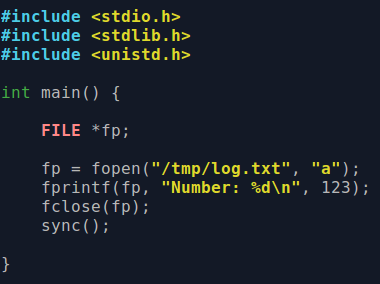 #include <stdio.h>
#include <stdlib.h>
#include <unistd.h>

int main() {

    FILE *fp;

    fp = fopen("/tmp/log.txt", "a");
    fprintf(fp, "Number: %d\n", 123);
    fclose(fp);
    sync();

}